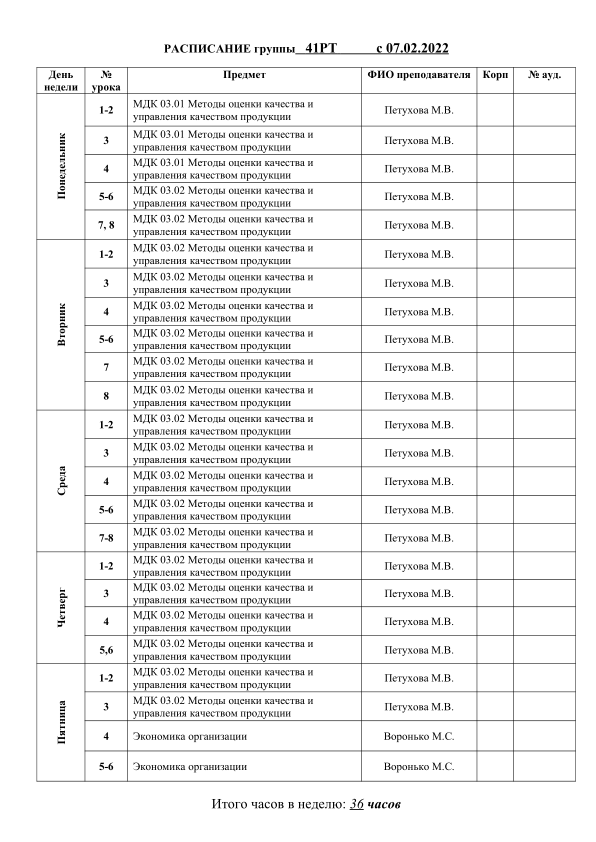 РАСПИСАНИЕ группы 41РТ с 07.02.2022
День недели № урока Предмет ФИО преподавателя Корп № ауд.
Понедельник
1-2 МДК 03.01 Методы оценки качества и
управления качеством продукции Петухова М.В.
3 МДК 03.01 Методы оценки качества и
управления качеством продукции Петухова М.В.
4 МДК 03.01 Методы оценки качества и
управления качеством продукции Петухова М.В.
5-6 МДК 03.02 Методы оценки качества и
управления качеством продукции Петухова М.В.
7, 8 МДК 03.02 Методы оценки качества и
управления качеством продукции Петухова М.В.
Вторник
1-2 МДК 03.02 Методы оценки качества и
управления качеством продукции Петухова М.В.
3 МДК 03.02 Методы оценки качества и
управления качеством продукции Петухова М.В.
4 МДК 03.02 Методы оценки качества и
управления качеством продукции Петухова М.В.
5-6 МДК 03.02 Методы оценки качества и
управления качеством продукции Петухова М.В.
7 МДК 03.02 Методы оценки качества и
управления качеством продукции Петухова М.В.
8 МДК 03.02 Методы оценки качества и
управления качеством продукции Петухова М.В.
Среда
1-2 МДК 03.02 Методы оценки качества и
управления качеством продукции Петухова М.В.
3 МДК 03.02 Методы оценки качества и
управления качеством продукции Петухова М.В.
4 МДК 03.02 Методы оценки качества и
управления качеством продукции Петухова М.В.
5-6 МДК 03.02 Методы оценки качества и
управления качеством продукции Петухова М.В.
7-8 МДК 03.02 Методы оценки качества и
управления качеством продукции Петухова М.В.
Четверг
1-2 МДК 03.02 Методы оценки качества и
управления качеством продукции Петухова М.В.
3 МДК 03.02 Методы оценки качества и
управления качеством продукции Петухова М.В.
4 МДК 03.02 Методы оценки качества и
управления качеством продукции Петухова М.В.
5,6 МДК 03.02 Методы оценки качества и
управления качеством продукции Петухова М.В.
Пятница
1-2 МДК 03.02 Методы оценки качества и
управления качеством продукции Петухова М.В.
3 МДК 03.02 Методы оценки качества и
управления качеством продукции Петухова М.В.
4 Экономика организации Воронько М.С.
5-6 Экономика организации Воронько М.С.
Итого часов в неделю: 36 часов